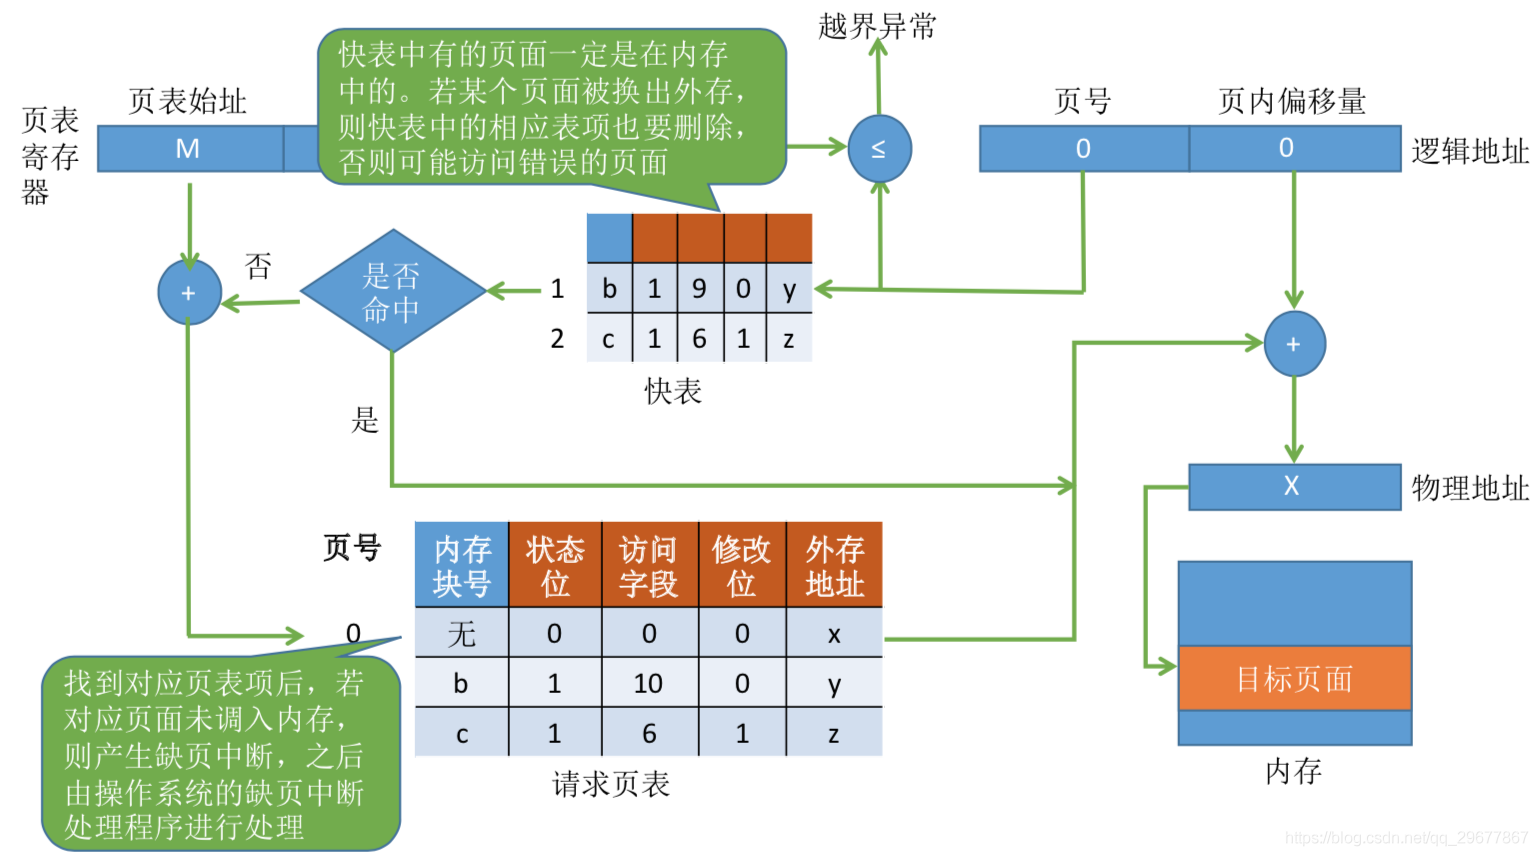 越界异常
快表中有的页面一定是在内存
中的。若某个页面被换出外存，
则快表中的相应表项也要删除，
否则可能访问错误的页面
页表
寄存
器
页表始址
M
≤
页号
页内偏移量
0
0
逻辑地址
+
否
是否
命中
1
b 1 9 0 y
2
c 1 6 1 z
快表
是
+
X
物理地址
页号
内存
块号
状态
位
访问
字段
修改
位
外存
地址
0
无 0 0 0 x
b 1 10 0 y
c 1 6 1 z
请求页表
找到对应页表项后，若
对应页面未调入内存，
则产生缺页中断，之后
由操作系统的缺页中断
处理程序进行处理
目标页面
内存
https://blog.csdn.net/qq_29677867